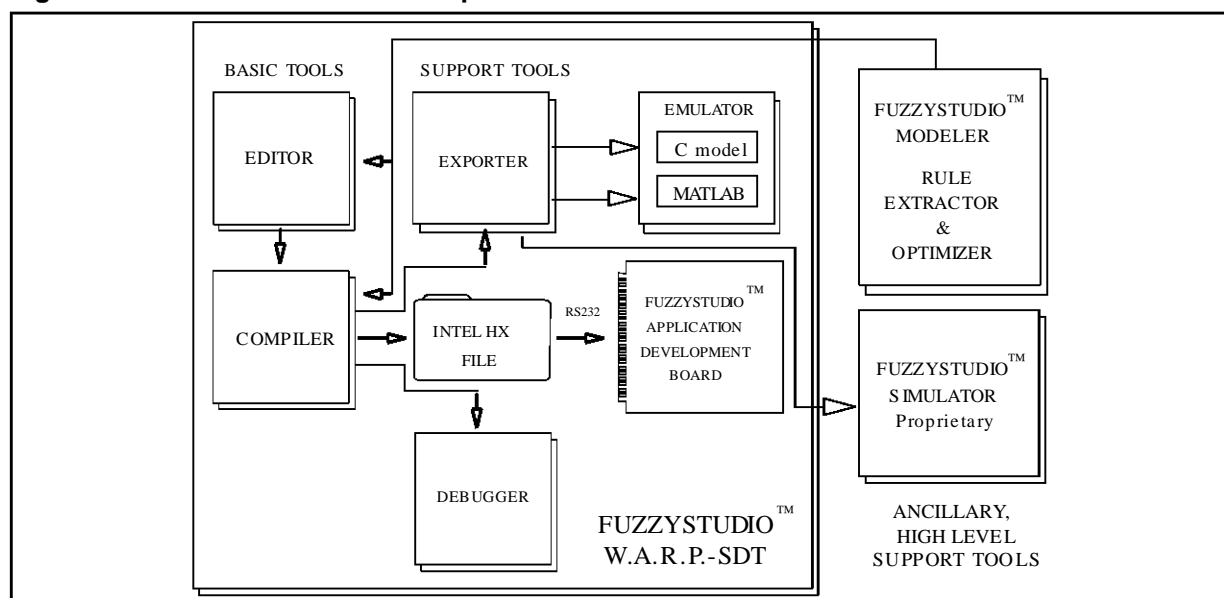 BASIC TOOLS
SUPPORT TOOLS
EDITOR
EXPORTER
EMULATOR
C model
MATLAB
FUZZYSTUDIO™
MODELER
RULE
EXTRACTOR
&
OPTIMIZER
COMPILER
INTEL HX
FILE
RS232
FUZZYSTUDIO™
APPLICATION
DEVELOPMENT
BOARD
FUZZYSTUDIO™
SIMULATOR
Proprietary
DEBUGGER
FUZZYSTUDIO™
W.A.R.P.-SDT
ANCILLARY,
HIGH LEVEL
SUPPORT TOOLS